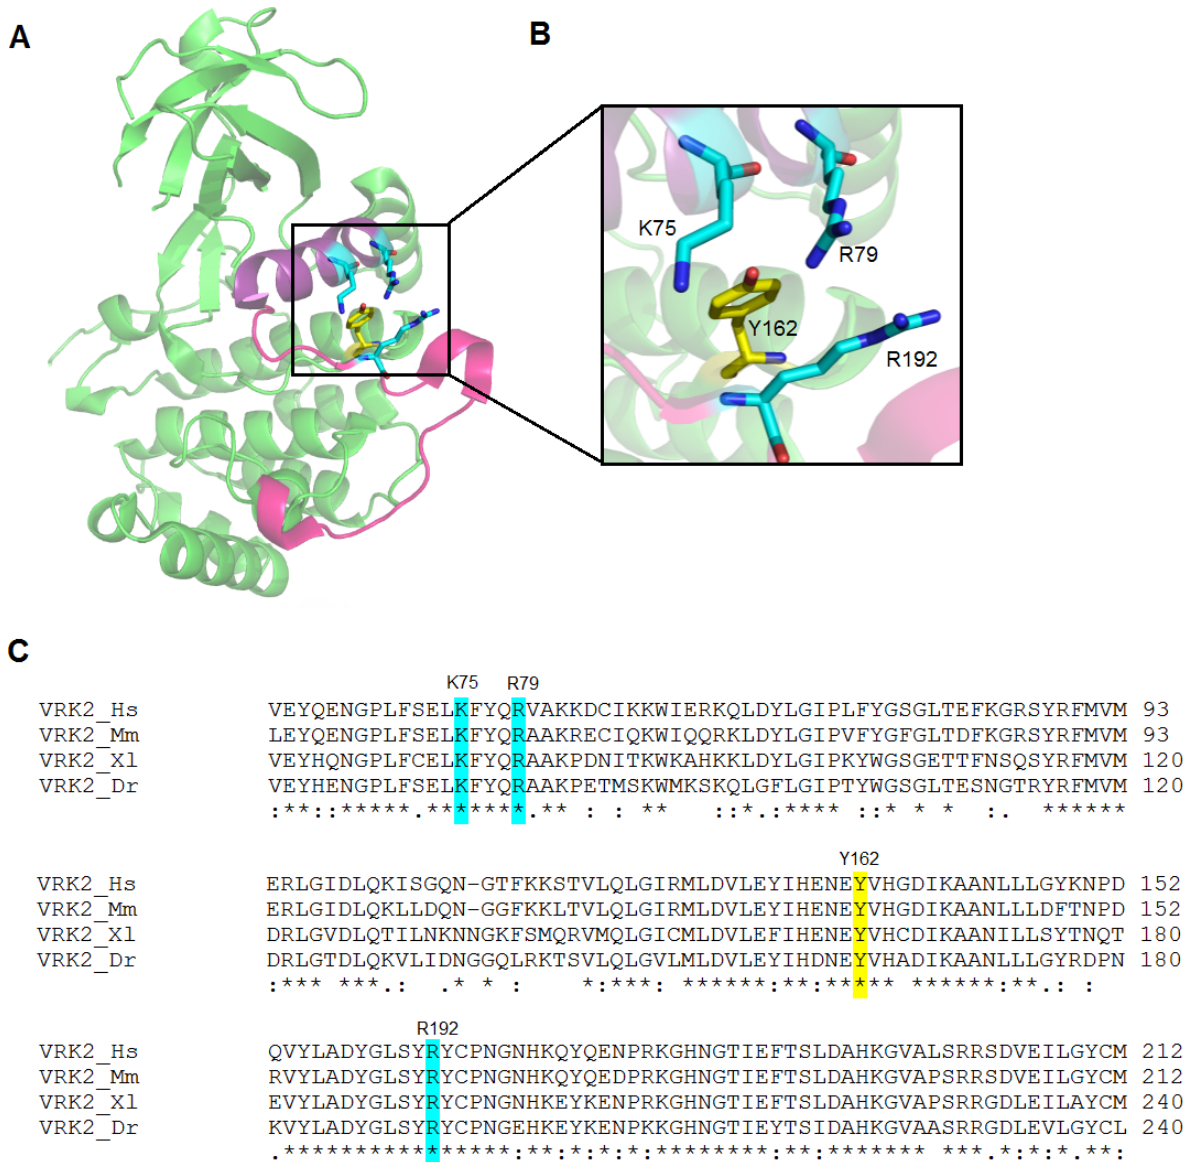 A
B
K75
R79
Y162
R192
C
K75 R79
VRK2_Hs VEYQENGPLFSELKFYQRVAKKDCIKKWIERKQLDYLGIPLFYGSGLTEFKGRSYRFMVM 93
VRK2_Mm LEYQENGPLFSELKFYQRAAKRECIQKWIQQRKLDYLGIPVFYGFGLTDFKGRSYRFMVM 93
VRK2_Xl VEYHQNGPLFCELKFYQRAAKPDNITKWKAHKKLDYLGIPKYWGSGETTFNSQSYRFMVM 120
VRK2_Dr VEYHENGPLFSELKFYQRAAKPETMSKWMKSKQLGFLGIPTYWGSGLTESNGTRYRFMVM 120
:**::*****.*******.** : : ** ::*.:**** ::* * * :. ******
Y162
VRK2_Hs ERLGIDLQKISGQN-GTFKKSTVLQLGIRMLDVLEYIHENEYVHGDIKAANLLLGYKNPD 152
VRK2_Mm ERLGIDLQKLLDQN-GGFKKLTVLQLGIRMLDVLEYIHENEYVHGDIKAANLLLDFTNPD 152
VRK2_Xl DRLGVDLQTILNKNNGKFSMQRVMQLGICMLDVLEFIHENEYVHCDIKAANILLSYTNQT 180
VRK2_Dr DRLGTDLQKVLIDNGGQLRKTSVLQLGVLMLDVLEYIHDNEYVHADIKAANLLLGYRDPN 180
:*** ***.: .* * : *:***: ******:**:***** ******:**.: :
R192
VRK2_Hs QVYLADYGLSYRYCPNGNHKQYQENPRKGHNGTIEFTSLDAHKGVALSRRSDVEILGYCM 212
VRK2_Mm RVYLADYGLSYRYCPNGNHKQYQEDPRKGHNGTIEFTSLDAHKGVAPSRRSDVEILGYCM 212
VRK2_Xl EVYLADYGLSYRYCPNGNHKEYKENPRKGHNGTIEFTSLDAHKGVAPSRRGDLEILAYCM 240
VRK2_Dr KVYLADYGLSYRYCPNGEHKEYKENPKKGHNGTIEYTSIDAHKGVAASRRGDLEVLGYCL 240
.****************:**:*:*:*:********:**:******* ***.*:*:*.**: